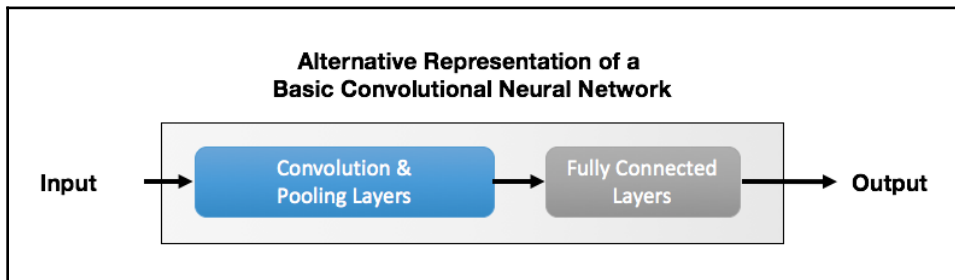 Alternative Representation of a
Basic Convolutional Neural Network
Input
Convolution &
Pooling Layers
Fully Connected
Layers
Output